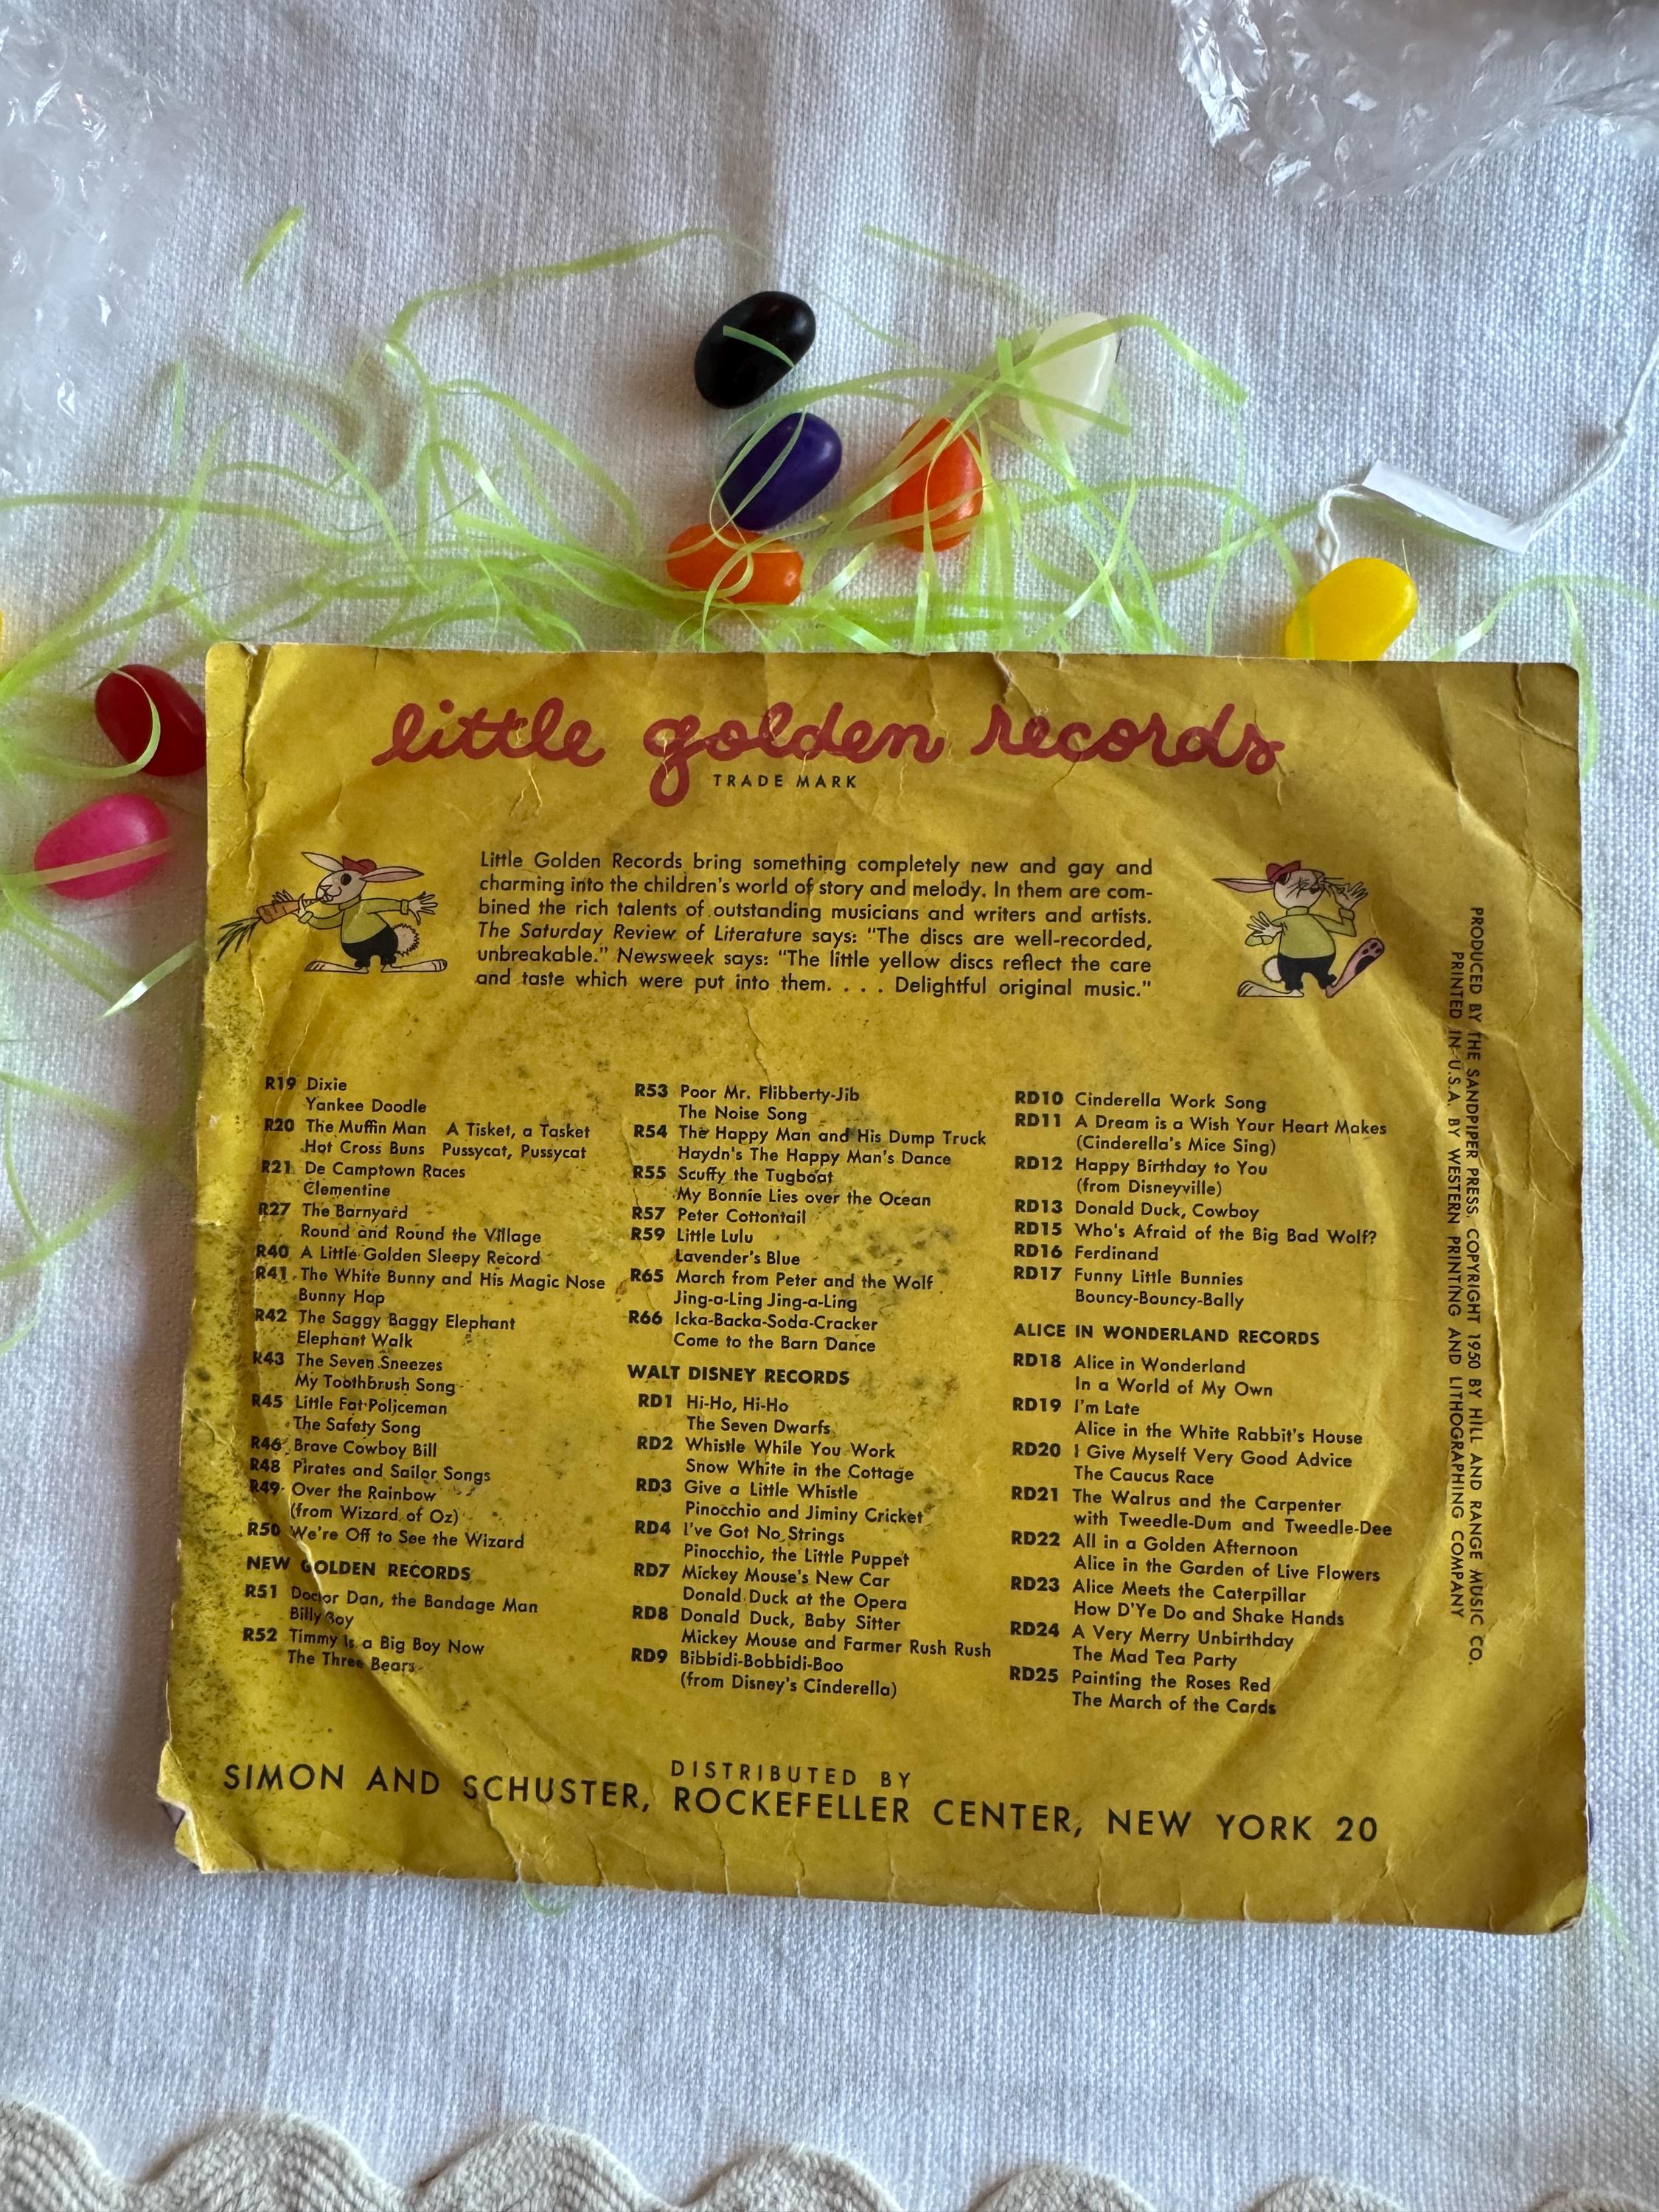 little golden records
TRADE MARK
Little Golden Records bring something completely new and gay and
charming into the children's world of story and melody. In them are com-
bined the rich talents of outstanding musicians and writers and artists.
The Saturday Review of Literature says: "The discs are well-recorded,
unbreakable." Newsweek says: "The little yellow discs reflect the care
and taste which were put into them. . . . Delightful original music."
R19 Dixie
Yankee Doodle
R20 The Muffin Man A Tisket, a Tasket
Hot Cross Buns Pussycat, Pussycat
R21 De Camptown Races
Clementine
R27 The Barnyard
Round and Round the Village
R40 A Little Golden Sleepy Record
R41 The White Bunny and His Magic Nose
Bunny Hop
R42 The Saggy Baggy Elephant
Elephant Walk
R43 The Seven Sneezes
My Toothbrush Song
R45 Little Fat Policeman
The Safety Song
R46 Brave Cowboy Bill
R48 Pirates and Sailor Songs
R49 Over the Rainbow
(from Wizard of Oz)
R50 We're Off to See the Wizard
NEW GOLDEN RECORDS
R51 Doctor Dan, the Bandage Man
Billy Boy
R52 Timmy Is a Big Boy Now
The Three Bears
R53 Poor Mr. Flibberty-Jib
The Noise Song
R54 The Happy Man and His Dump Truck
Haydn's The Happy Man's Dance
R55 Scuffy the Tugboat
My Bonnie Lies over the Ocean
R57 Peter Cottontail
R59 Little Lulu
Lavender's Blue
R65 March from Peter and the Wolf
Jing-a-Ling Jing-a-Ling
R66 Icka-Backa-Soda-Cracker
Come to the Barn Dance
WALT DISNEY RECORDS
RD1 Hi-Ho, Hi-Ho
The Seven Dwarfs
RD2 Whistle While You Work
Snow White in the Cottage
RD3 Give a Little Whistle
Pinocchio and Jiminy Cricket
RD4 I've Got No Strings
Pinocchio, the Little Puppet
RD7 Mickey Mouse's New Car
Donald Duck at the Opera
RD8 Donald Duck, Baby Sitter
Mickey Mouse and Farmer Rush Rush
RD9 Bibbidi-Bobbidi-Boo
(from Disney's Cinderella)
RD10 Cinderella Work Song
RD11 A Dream is a Wish Your Heart Makes
(Cinderella's Mice Sing)
RD12 Happy Birthday to You
(from Disneyville)
RD13 Donald Duck, Cowboy
RD15 Who's Afraid of the Big Bad Wolf?
RD16 Ferdinand
RD17 Funny Little Bunnies
Bouncy-Bouncy-Bally
ALICE IN WONDERLAND RECORDS
RD18 Alice in Wonderland
In a World of My Own
RD19 I'm Late
Alice in the White Rabbit's House
RD20 I Give Myself Very Good Advice
The Caucus Race
RD21 The Walrus and the Carpenter
with Tweedle-Dum and Tweedle-Dee
RD22 All in a Golden Afternoon
Alice in the Garden of Live Flowers
RD23 Alice Meets the Caterpillar
How D'Ye Do and Shake Hands
RD24 A Very Merry Unbirthday
The Mad Tea Party
RD25 Painting the Roses Red
The March of the Cards
PRODUCED BY THE SANDPIPER PRESS. COPYRIGHT 1950 BY HILL AND RANGE MUSIC CO.
PRINTED IN U.S.A. BY WESTERN PRINTING AND LITHOGRAPHING COMPANY
DISTRIBUTED BY
SIMON AND SCHUSTER, ROCKEFELLER CENTER, NEW YORK 20